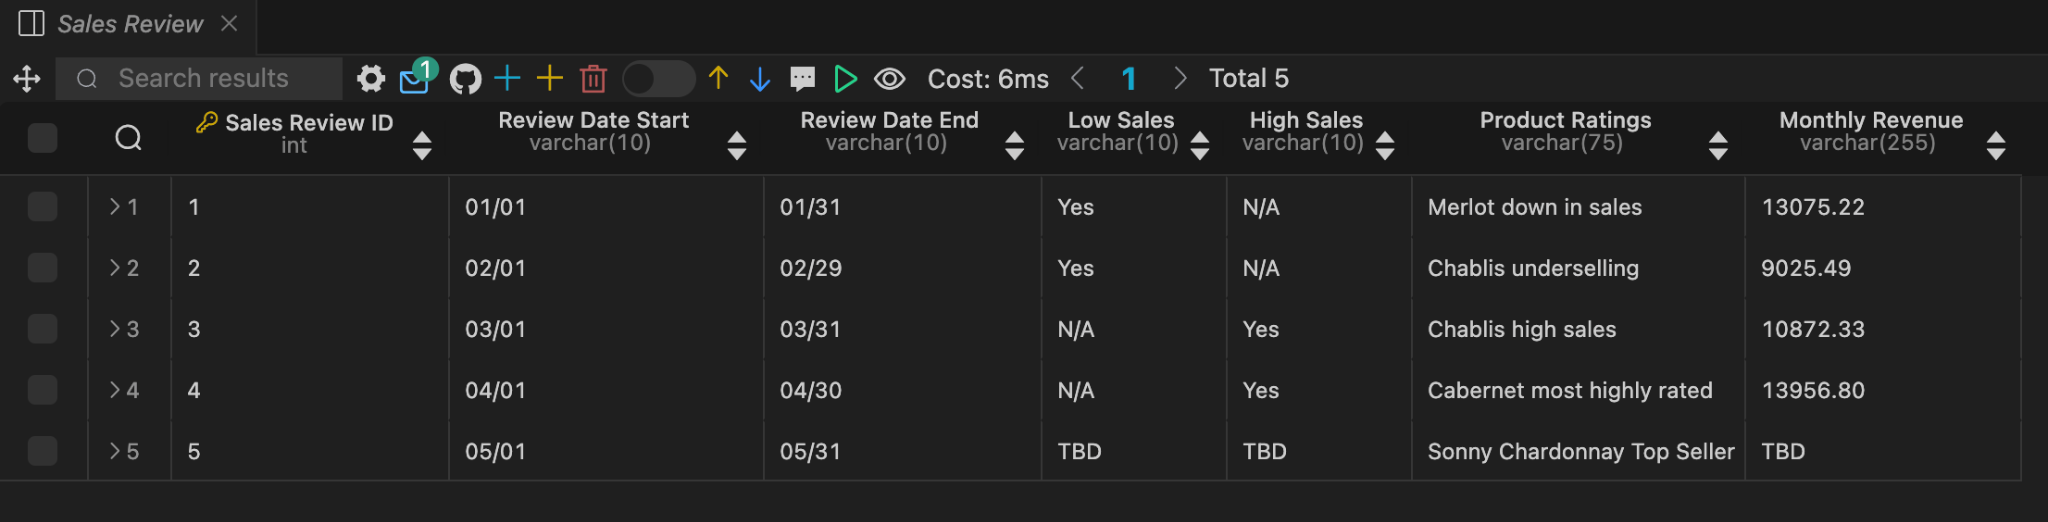 Sales Review
Search results 1 Cost: 6ms 1 Total 5
Sales Review ID Review Date Start Review Date End Low Sales High Sales Product Ratings Monthly Revenue
int varchar(10) varchar(10) varchar(10) varchar(10) varchar(75) varchar(255)
1 1 01/01 01/31 Yes N/A Merlot down in sales 13075.22
2 2 02/01 02/29 Yes N/A Chablis underselling 9025.49
3 3 03/01 03/31 N/A Yes Chablis high sales 10872.33
4 4 04/01 04/30 N/A Yes Cabernet most highly rated 13956.80
5 5 05/01 05/31 TBD TBD Sonny Chardonnay Top Seller TBD